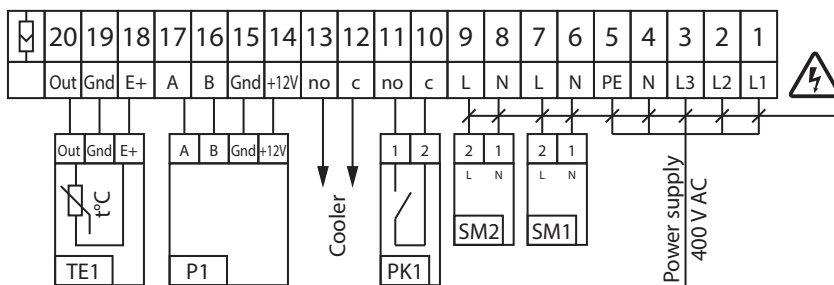 20 19 18 17 16 15 14 13 12 11 10 9 8 7 6 5 4 3 2 1
Out Gnd E+ A B Gnd +12V no c no c L N L N PE N L3 L2 L1
Out Gnd E+
t°C
TE1
A B Gnd +12V
P1
Cooler
1 2
PK1
2 1
L N
SM2
2 1
L N
SM1
Power supply
400 V AC